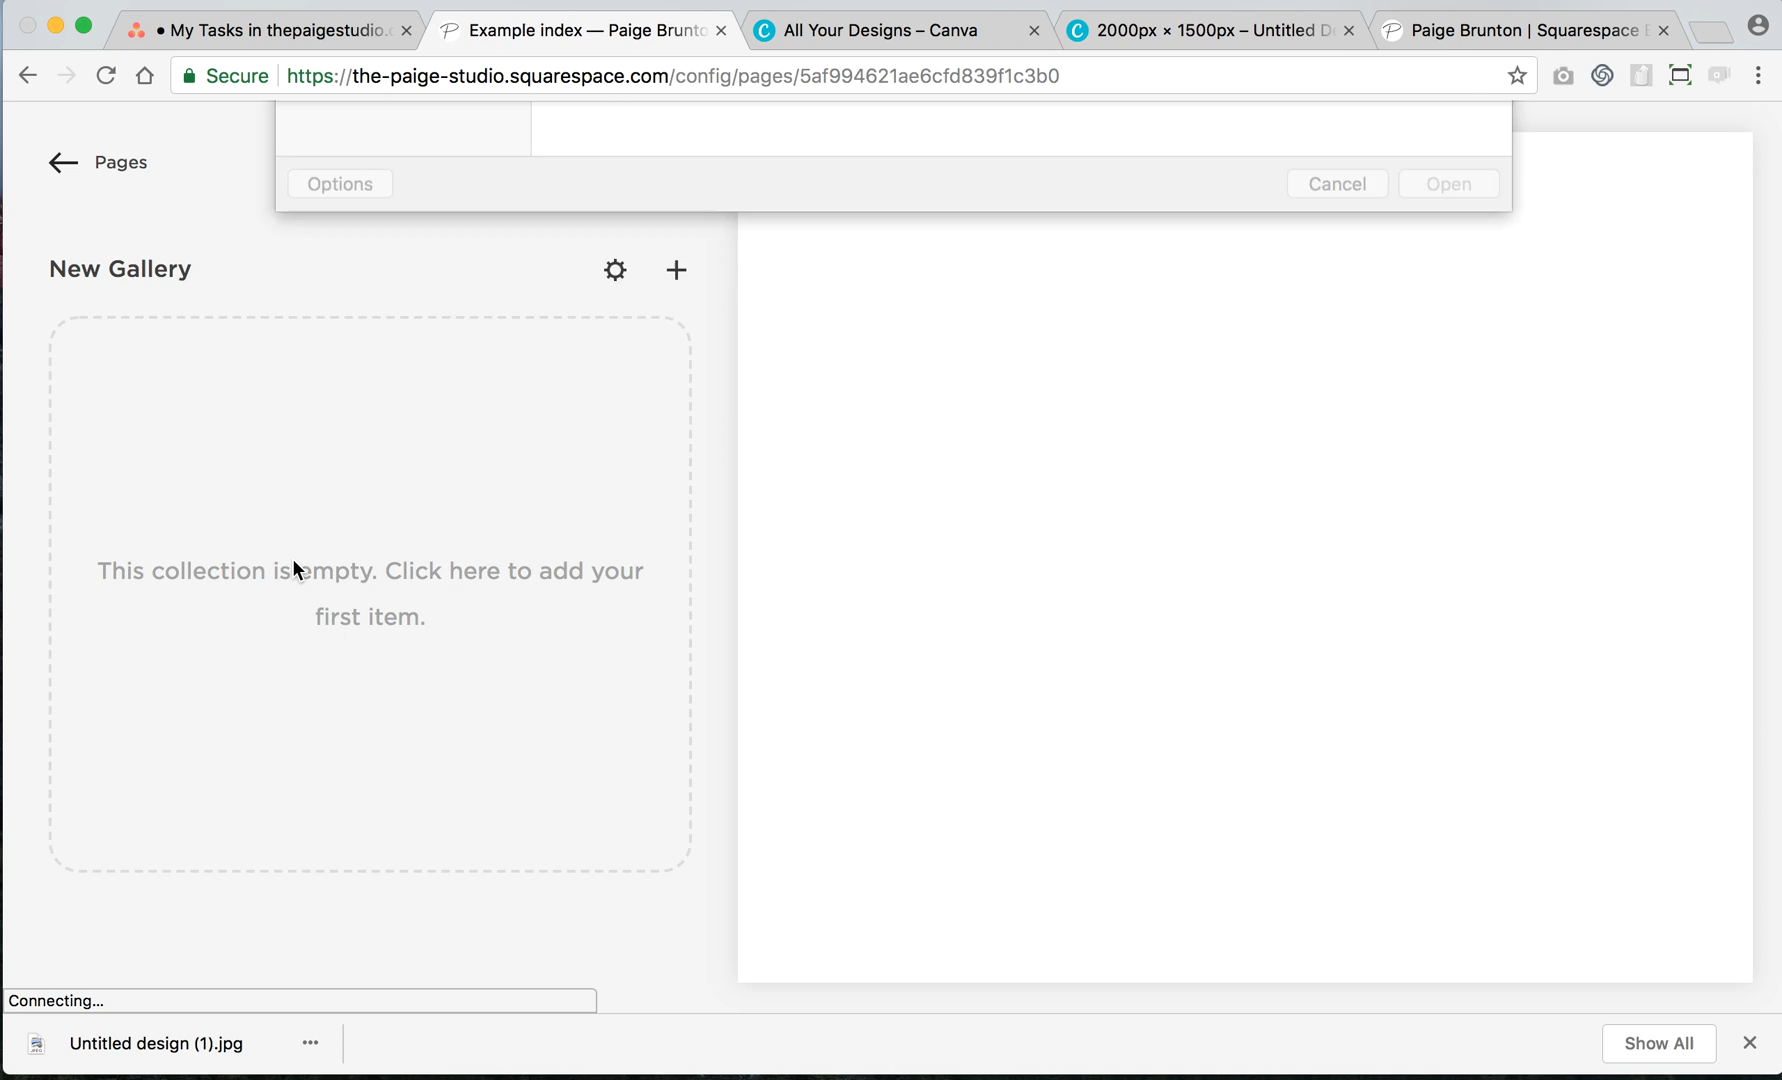 • My Tasks in thepaigestudio.c
Example index — Paige Brunto
All Your Designs – Canva
2000px × 1500px – Untitled De
Paige Brunton | Squarespace E
Secure
https://the-paige-studio.squarespace.com/config/pages/5af994621ae6cfd839f1c3b0
Pages
Options
Cancel
Open
New Gallery
This collection is empty. Click here to add your
first item.
Connecting...
Untitled design (1).jpg
Show All